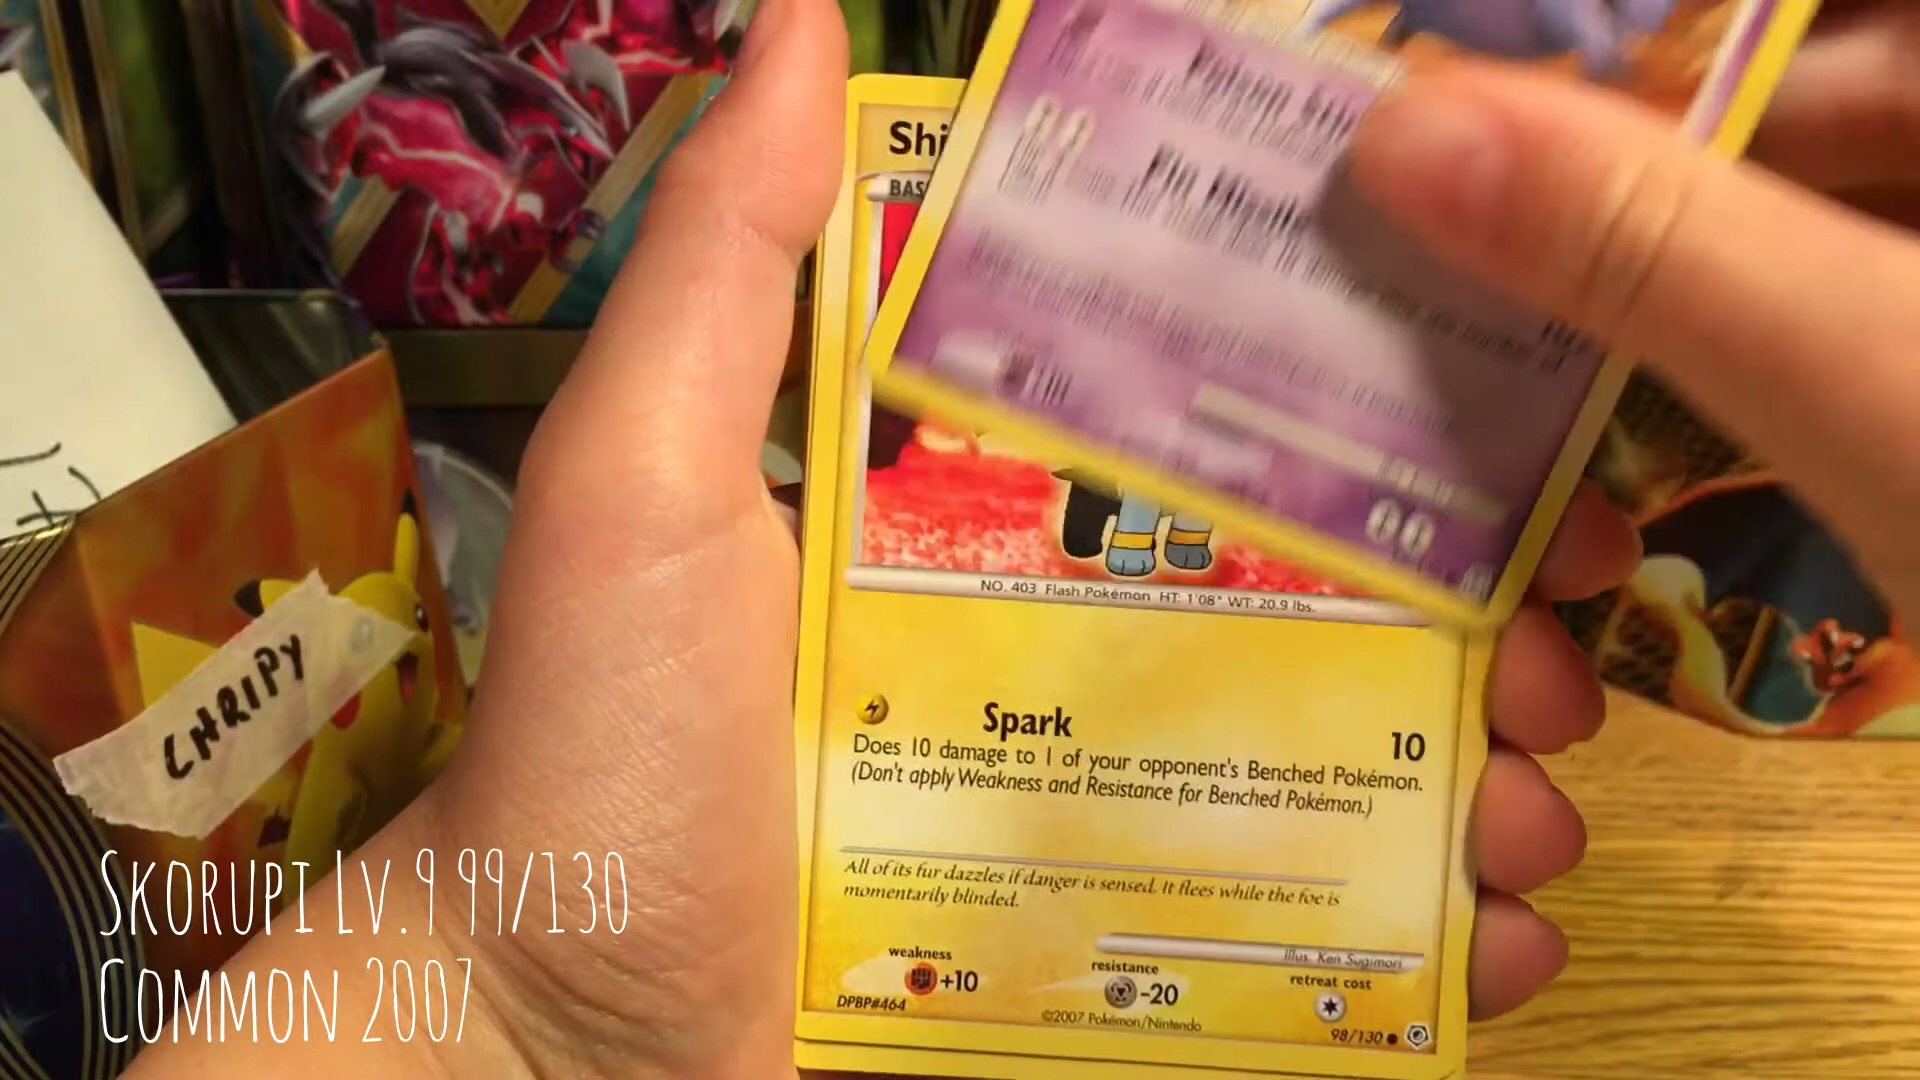 Shi
BAS
NO. 403 Flash Pokémon HT: 1'08" WT: 20.9 lbs.
Spark 10
Does 10 damage to 1 of your opponent's Benched Pokémon.
(Don't apply Weakness and Resistance for Benched Pokémon.)
All of its fur dazzles if danger is sensed. It flees while the foe is
momentarily blinded.
Illus. Ken Sugimori
weakness resistance retreat cost
+10 -20
DPBP#464 ©2007 Pokémon/Nintendo 98/130
CHRIPY
Skorupi Lv.9 99/130
Common 2007